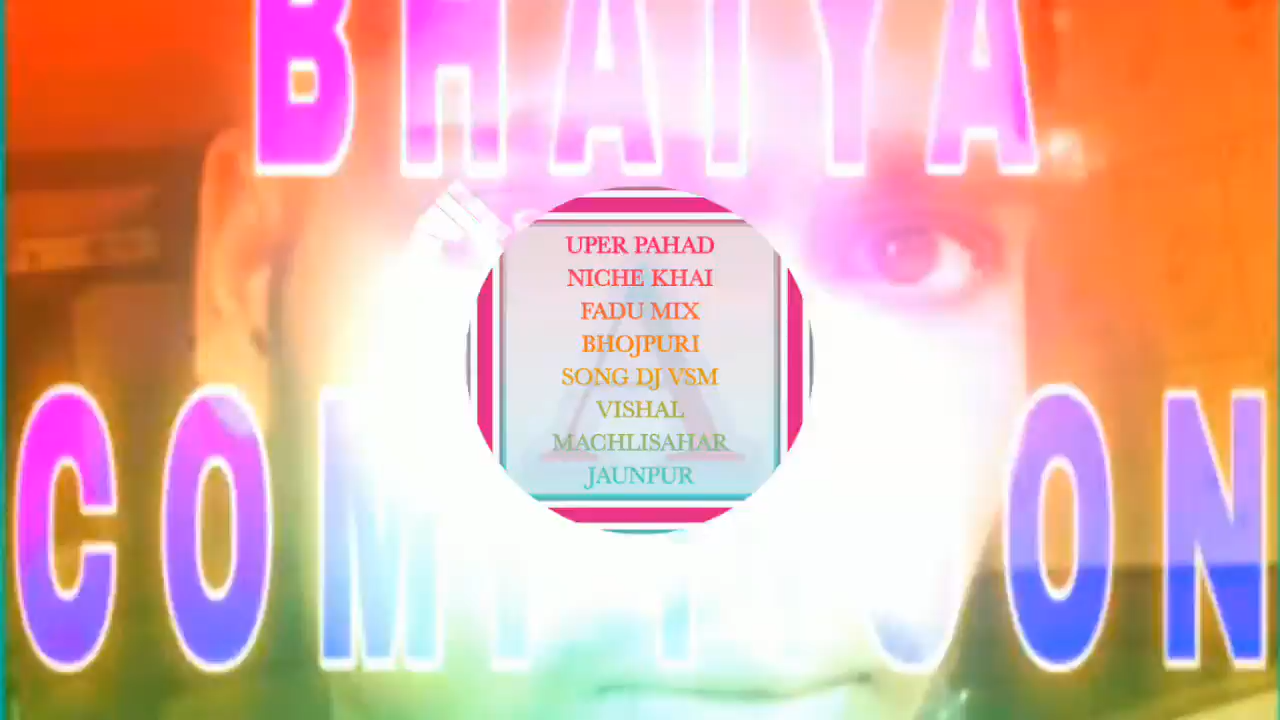 BHAIYA
UPER PAHAD
NICHE KHAI
FADU MIX
BHOJPURI
SONG DJ VSM
VISHAL
MACHLISAHAR
JAUNPUR